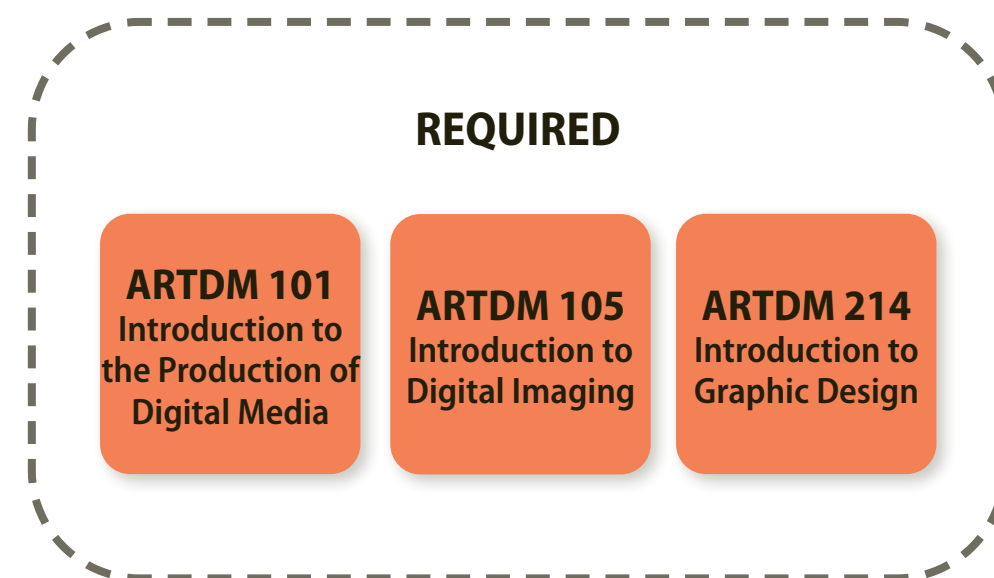 REQUIRED
ARTDM 101
Introduction to
the Production of
Digital Media
ARTDM 105
Introduction to
Digital Imaging
ARTDM 214
Introduction to
Graphic Design